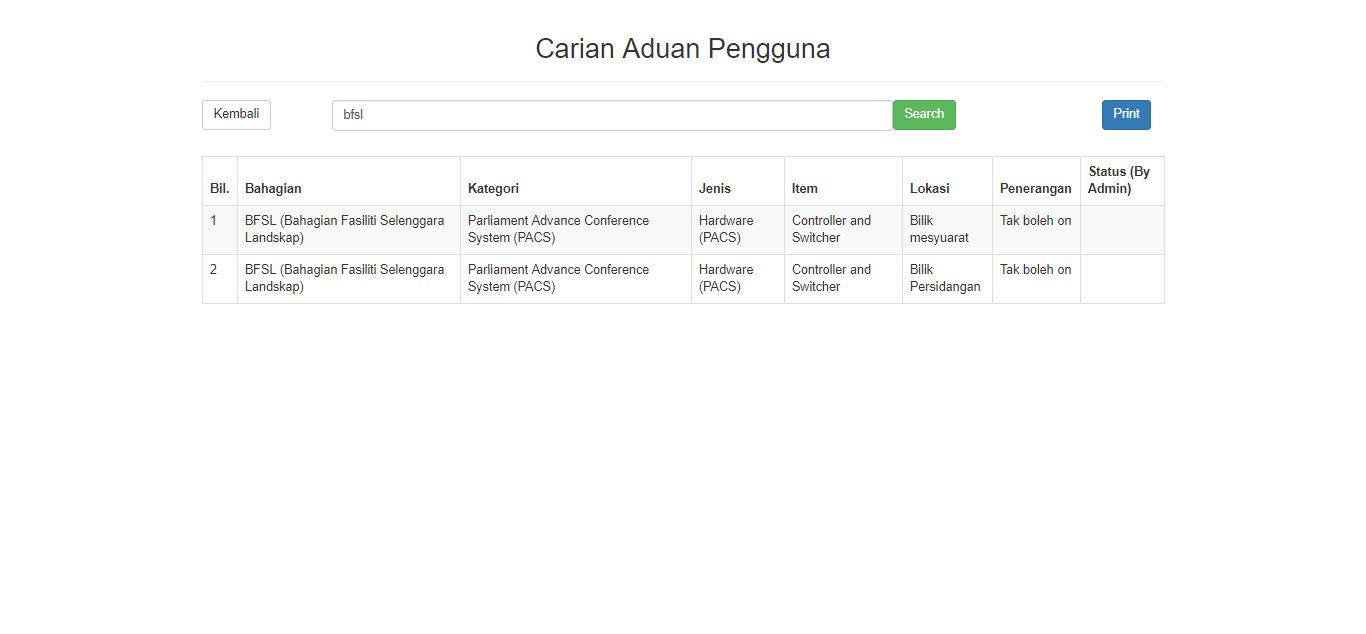 Carian Aduan Pengguna
Kembali bfsl Search Print
Bil. Bahagian Kategori Jenis Item Lokasi Penerangan Status (By Admin)
1 BFSL (Bahagian Fasiliti Selenggara Landskap) Parliament Advance Conference System (PACS) Hardware (PACS) Controller and Switcher Bilik mesyuarat Tak boleh on
2 BFSL (Bahagian Fasiliti Selenggara Landskap) Parliament Advance Conference System (PACS) Hardware (PACS) Controller and Switcher Bilik Persidangan Tak boleh on